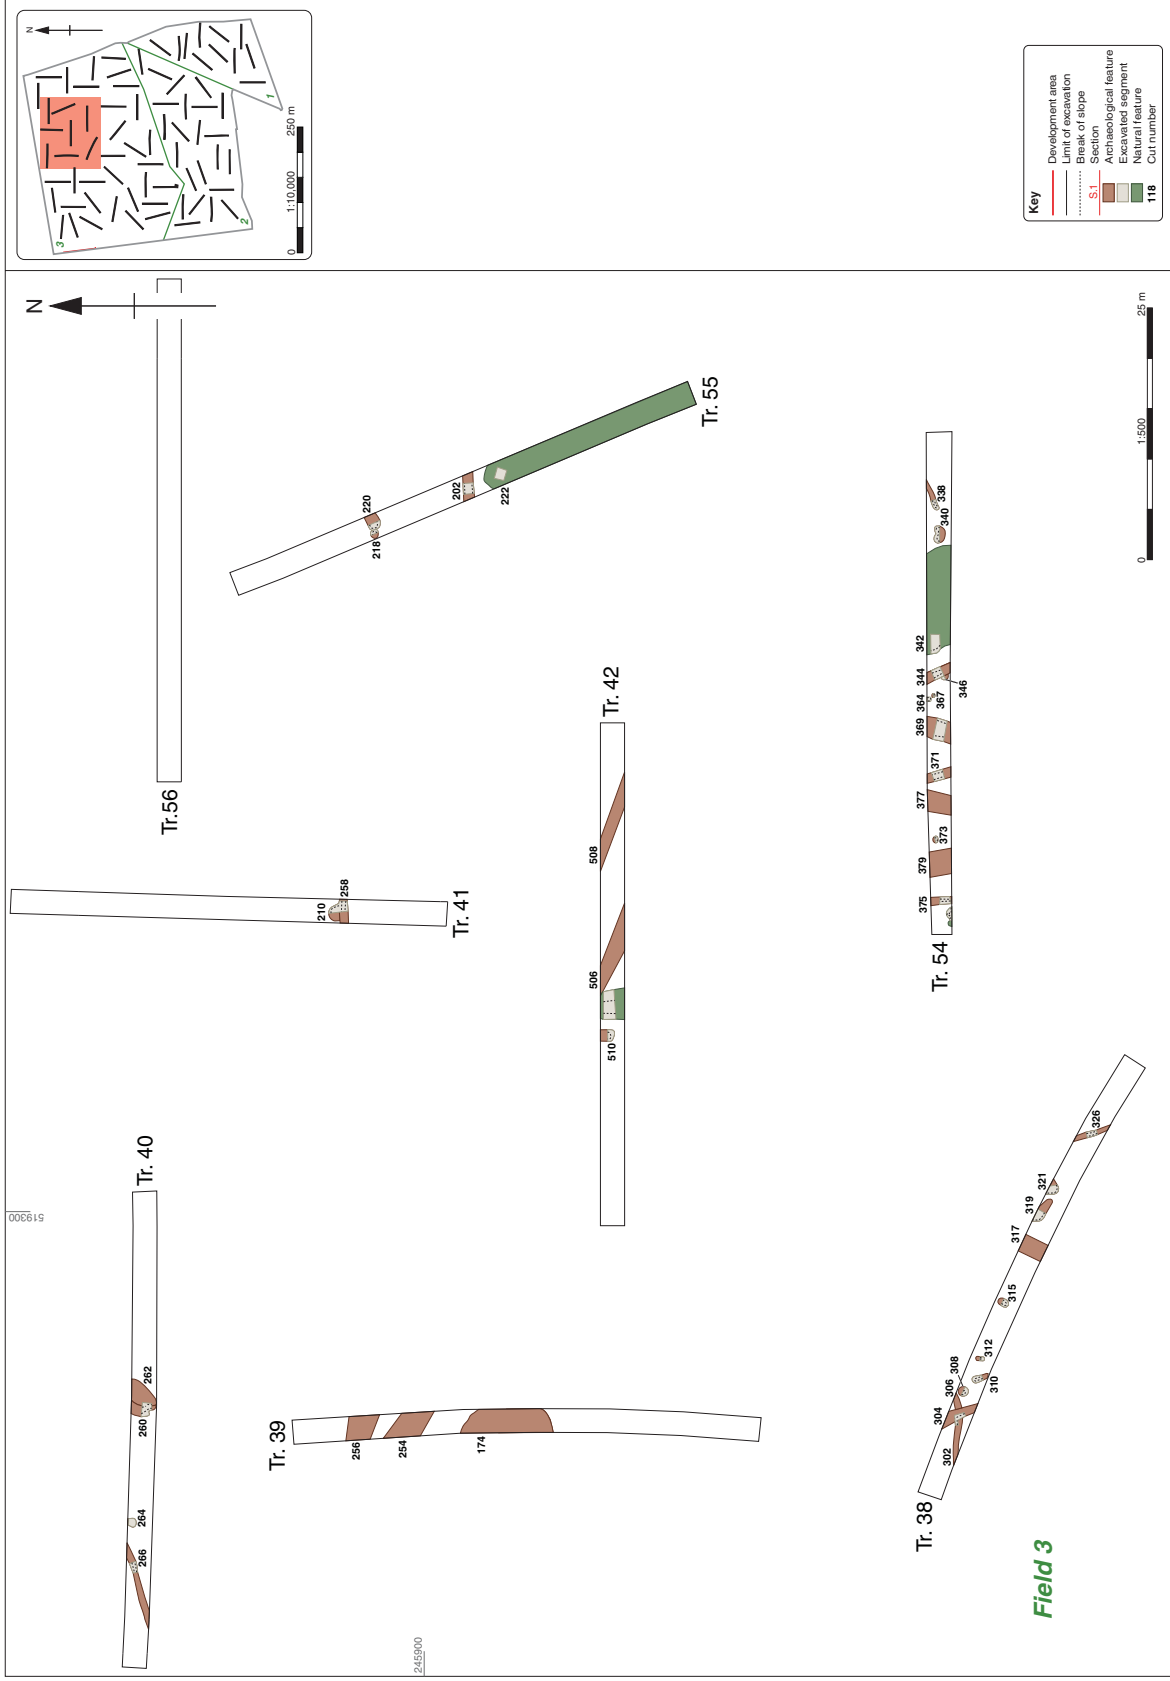 N
3
2
1
0
1:10,000
250 m
Key
Development area
Limit of excavation
Break of slope
S.1
Section
Archaeological feature
Excavated segment
Natural feature
118
Cut number
N
Tr.56
220
218
202
222
Tr. 55
210
258
Tr. 41
Tr. 42
508
506
510
342
344
346
364
367
369
371
377
373
379
375
338
340
Tr. 54
0
1:500
25 m
Tr. 40
519300
262
260
264
266
Tr. 39
256
254
174
245900
Tr. 38
302
304
306
308
310
312
315
317
319
321
326
Field 3